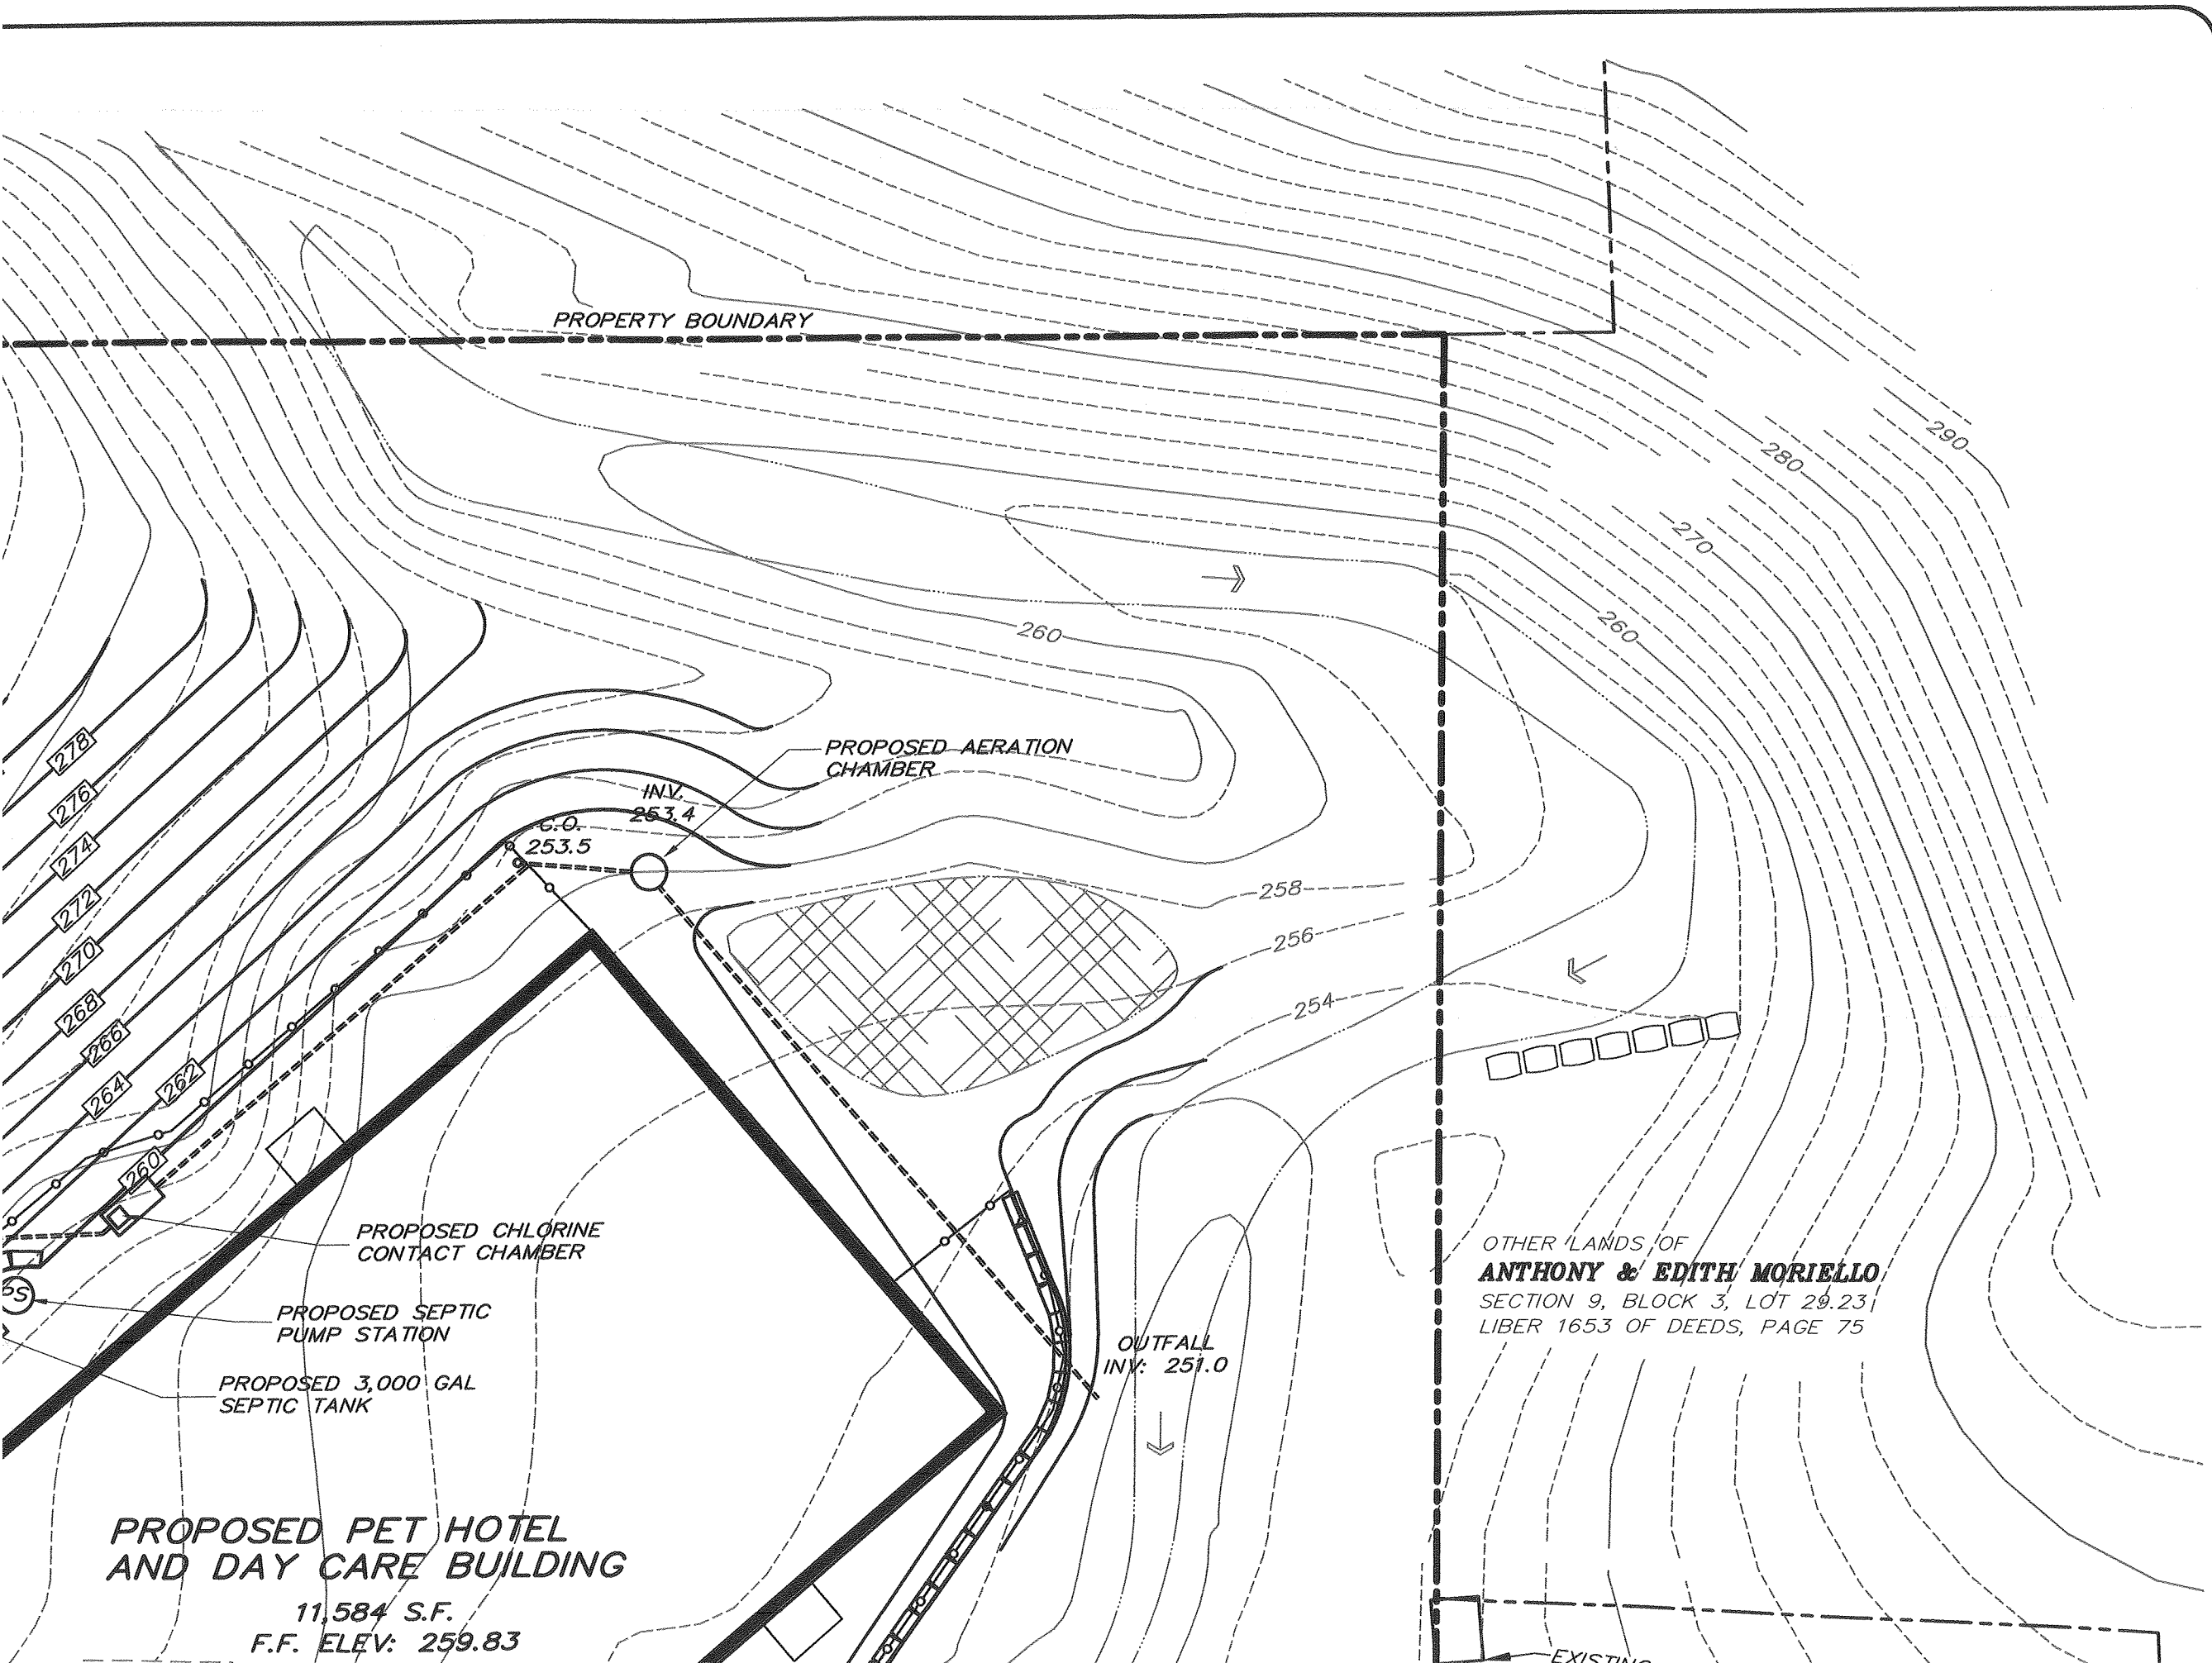 PROPERTY BOUNDARY
290
280
270
260
260
PROPOSED AERATION
CHAMBER
INV.
253.4
C.O.
253.5
258
256
254
278
276
274
272
270
268
266
264
262
260
PROPOSED CHLORINE
CONTACT CHAMBER
PROPOSED SEPTIC
PUMP STATION
PROPOSED 3,000 GAL
SEPTIC TANK
OUTFALL
INV: 251.0
OTHER LANDS OF
ANTHONY & EDITH MORIELLO
SECTION 9, BLOCK 3, LOT 29.23
LIBER 1653 OF DEEDS, PAGE 75
PROPOSED PET HOTEL
AND DAY CARE BUILDING
11,584 S.F.
F.F. ELEV: 259.83
EXISTING